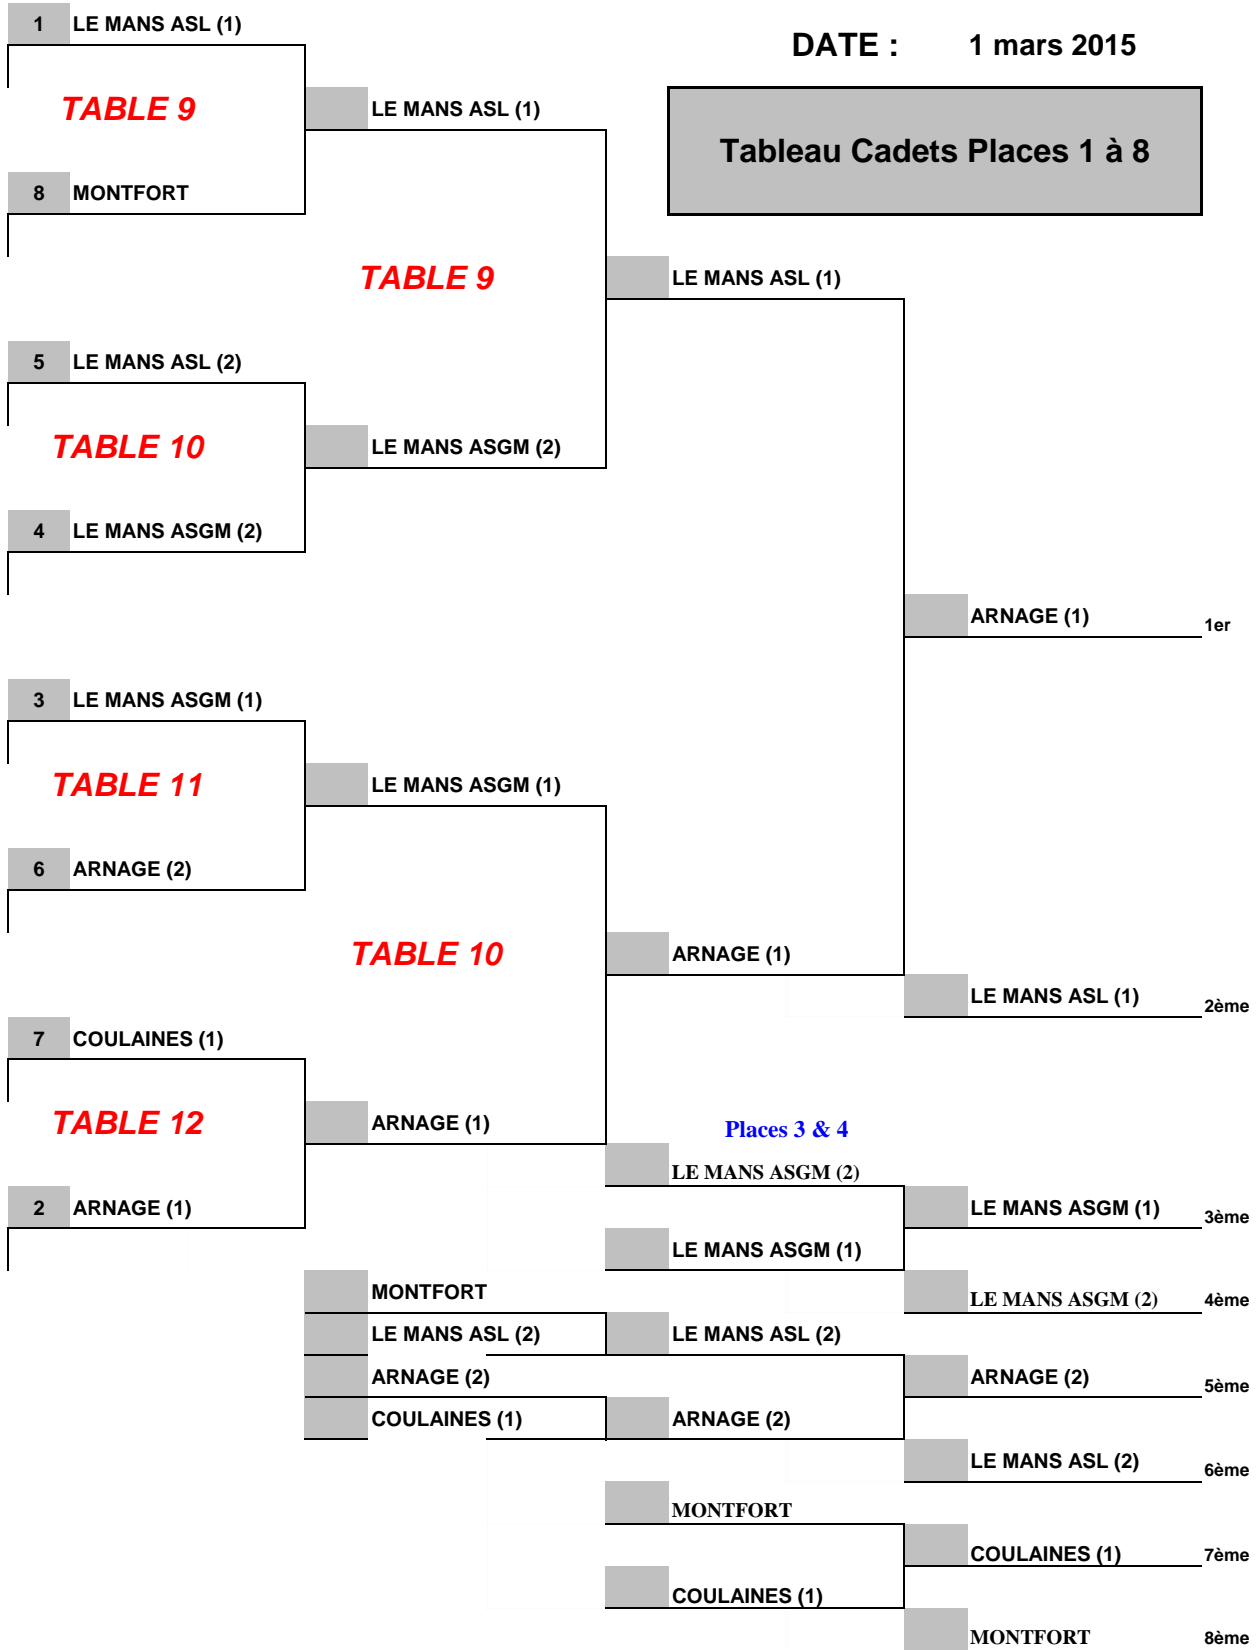 1 LE MANS ASL (1)
DATE : 1 mars 2015
TABLE 9
LE MANS ASL (1)
Tableau Cadets Places 1 à 8
8 MONTFORT
TABLE 9
LE MANS ASL (1)
5 LE MANS ASL (2)
TABLE 10
LE MANS ASGM (2)
4 LE MANS ASGM (2)
ARNAGE (1) 1er
3 LE MANS ASGM (1)
TABLE 11
LE MANS ASGM (1)
6 ARNAGE (2)
TABLE 10
ARNAGE (1)
LE MANS ASL (1) 2ème
7 COULAINES (1)
TABLE 12
ARNAGE (1)
Places 3 & 4
LE MANS ASGM (2)
2 ARNAGE (1)
LE MANS ASGM (1) 3ème
LE MANS ASGM (1)
MONTFORT
LE MANS ASGM (2) 4ème
LE MANS ASL (2)
LE MANS ASL (2)
ARNAGE (2)
ARNAGE (2) 5ème
COULAINES (1)
ARNAGE (2)
LE MANS ASL (2) 6ème
MONTFORT
COULAINES (1) 7ème
COULAINES (1)
MONTFORT 8ème